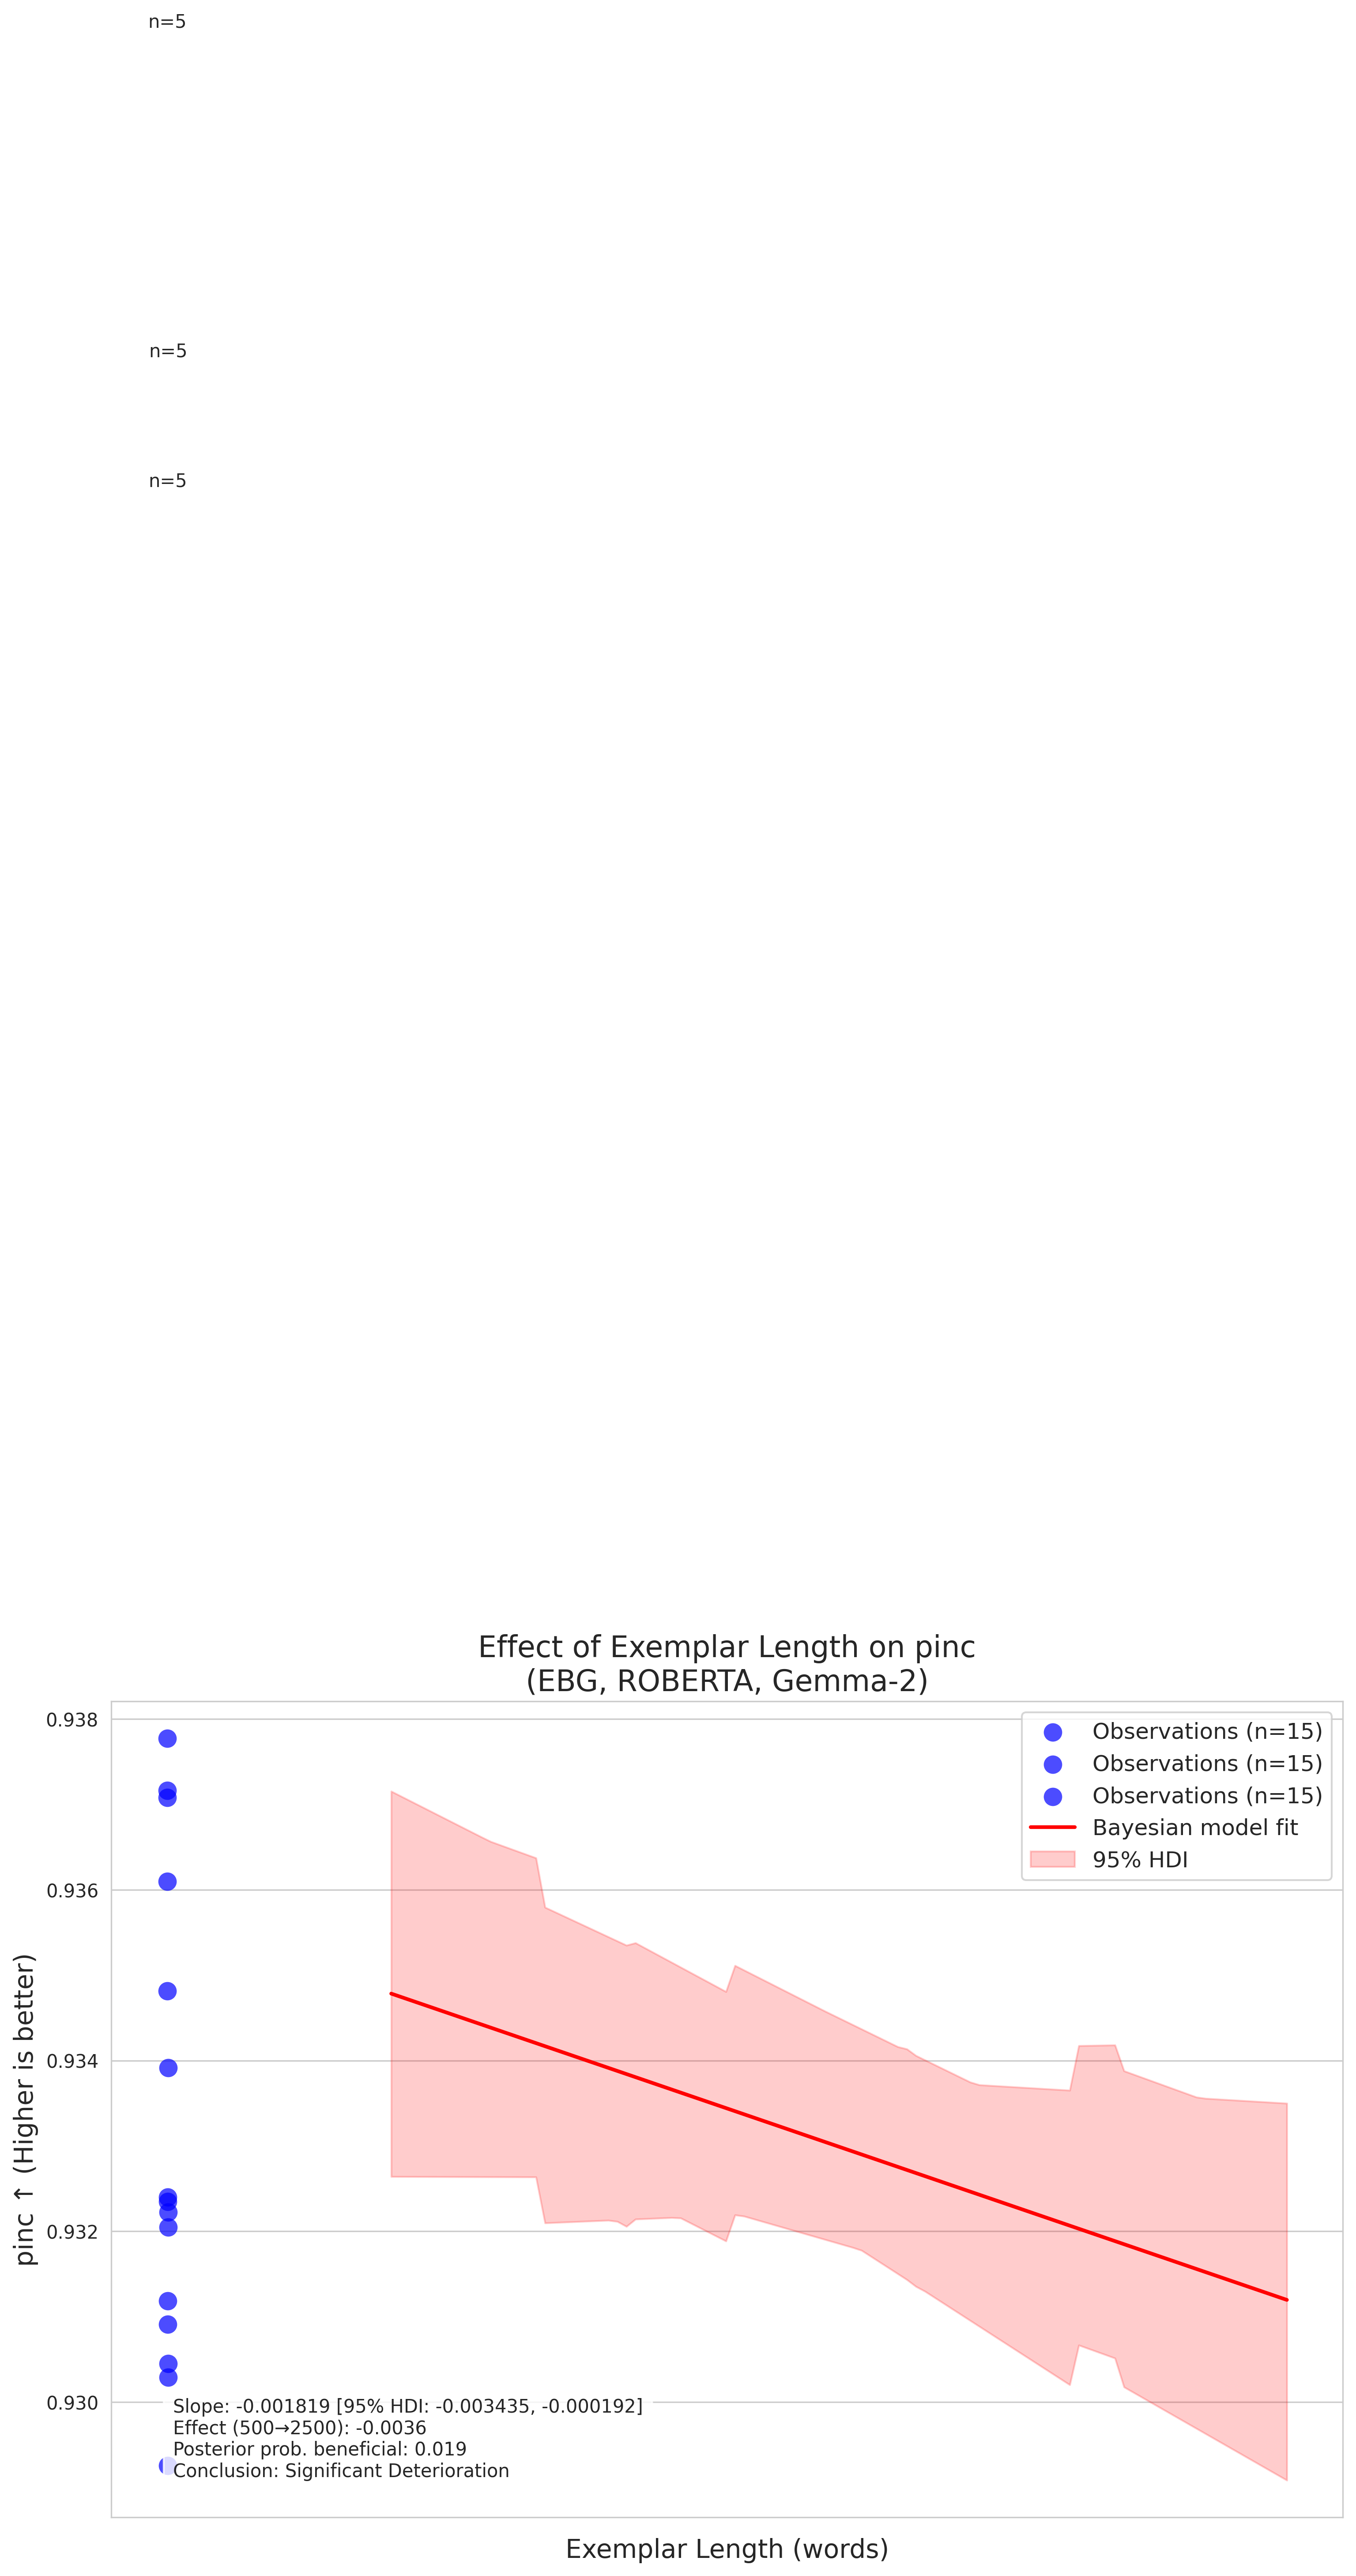 n=5
n=5
n=5
Effect of Exemplar Length on pinc
(EBG, ROBERTA, Gemma-2)
0.938
0.936
0.934
0.932
0.930
pinc ↑ (Higher is better)
Observations (n=15)
Observations (n=15)
Observations (n=15)
Bayesian model fit
95% HDI
Slope: -0.001819 [95% HDI: -0.003435, -0.000192]
Effect (500→2500): -0.0036
Posterior prob. beneficial: 0.019
Conclusion: Significant Deterioration
Exemplar Length (words)